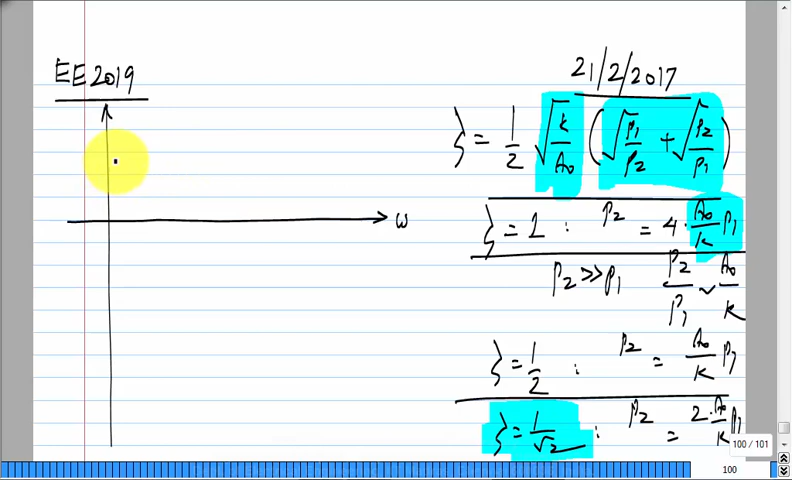 EE2019
21/2/2017
ζ = 1/2 √(k/A₀) (√(p₁/p₂) + √(p₂/p₁))
ω
ζ = 1 : p₂ = 4·A₀/k p₁
p₂ >> p₁ p₂/p₁ ~ A₀/k
ζ = 1/2 : p₂ = A₀/k p₁
ζ = 1/√2 : p₂ = 2·A₀/k p₁
100 / 101
100